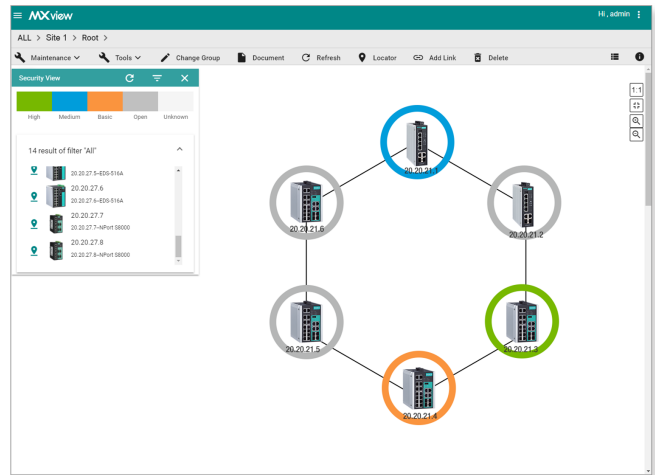 MXview
Hi, admin
ALL > Site 1 > Root >
Maintenance Tools Change Group Document Refresh Locator Add Link Delete
Security View
High Medium Basic Open Unknown
14 result of filter "All"
20.20.27.5–EDS-516A
20.20.27.6
20.20.27.6–EDS-516A
20.20.27.7
20.20.27.7–NPort S8000
20.20.27.8
20.20.27.8–NPort S8000
1:1
20.20.21.1
20.20.21.6
20.20.21.2
20.20.21.5
20.20.21.3
20.20.21.4